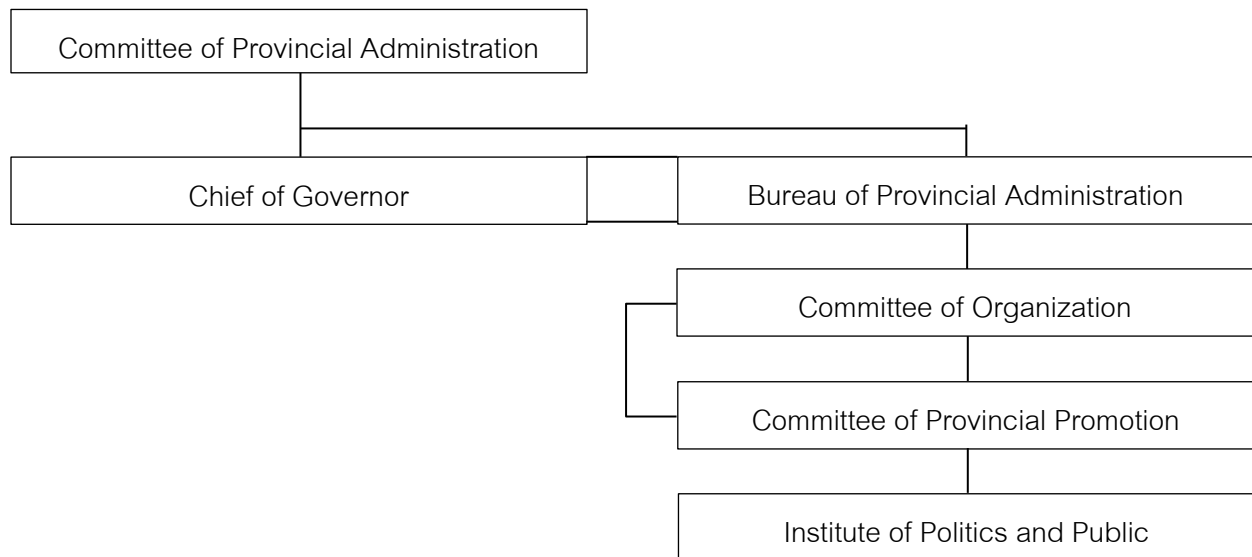 Committee of Provincial Administration
Chief of Governor
Bureau of Provincial Administration
Committee of Organization
Committee of Provincial Promotion
Institute of Politics and Public